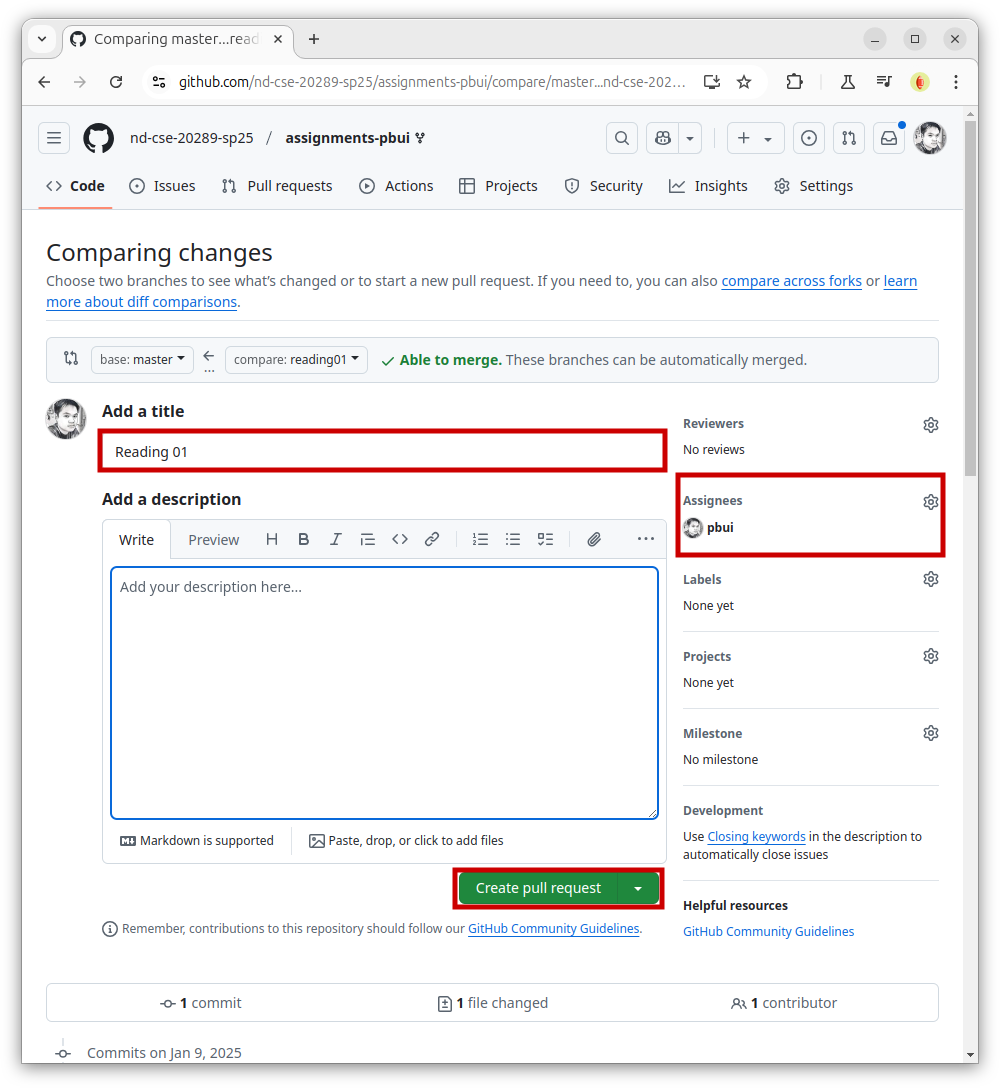 Comparing master...read
github.com/nd-cse-20289-sp25/assignments-pbui/compare/master...nd-cse-202...
nd-cse-20289-sp25 / assignments-pbui
Code Issues Pull requests Actions Projects Security Insights Settings
Comparing changes
Choose two branches to see what's changed or to start a new pull request. If you need to, you can also compare across forks or learn
more about diff comparisons.
base: master ... compare: reading01 Able to merge. These branches can be automatically merged.
Add a title
Reading 01
Add a description
Write Preview
Add your description here...
Markdown is supported Paste, drop, or click to add files
Create pull request
Remember, contributions to this repository should follow our GitHub Community Guidelines.
Reviewers
No reviews
Assignees
pbui
Labels
None yet
Projects
None yet
Milestone
No milestone
Development
Use Closing keywords in the description to
automatically close issues
Helpful resources
GitHub Community Guidelines
1 commit 1 file changed 1 contributor
Commits on Jan 9, 2025